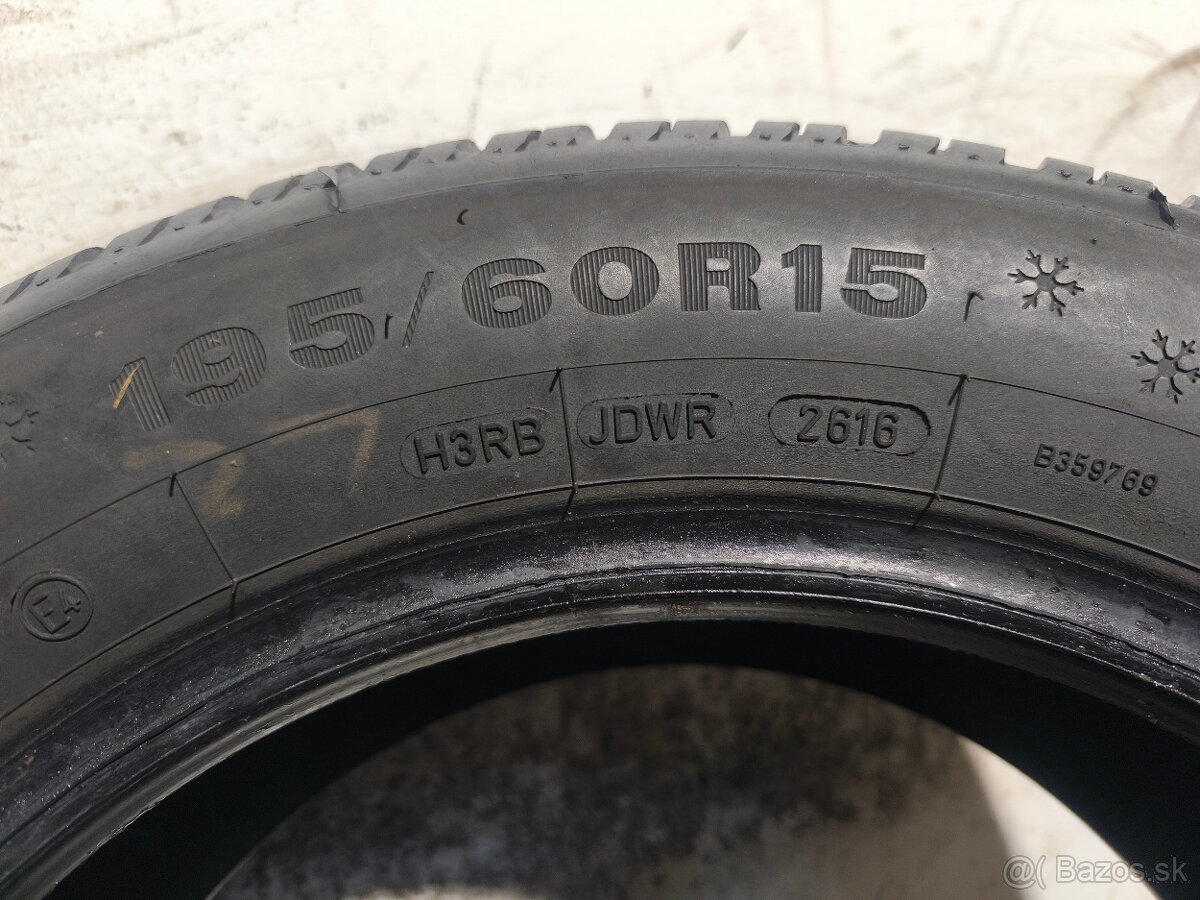 195/60R15
H3RB JDWR 2616 B359769
E4
@( Bazos.sk